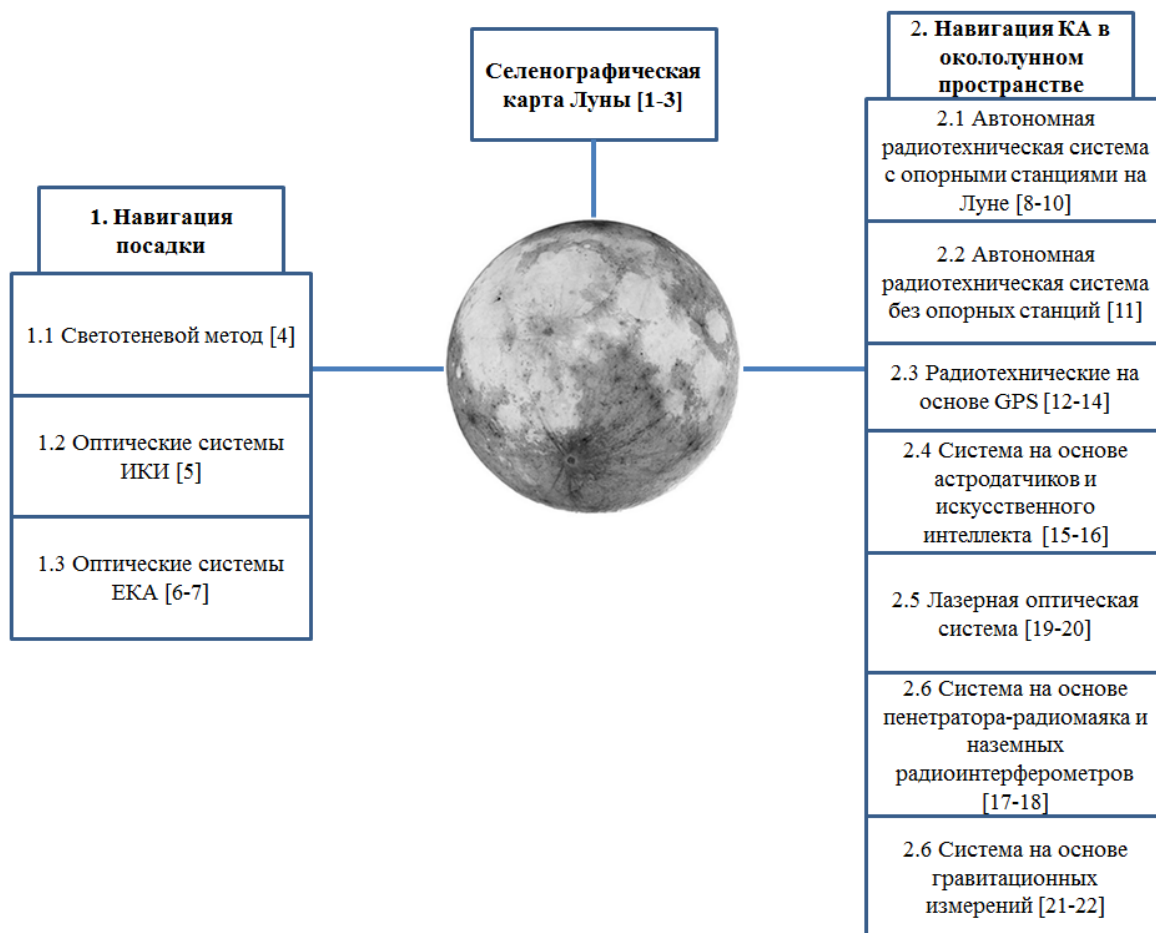 Селенографическая
карта Луны [1-3]
1. Навигация
посадки
1.1 Светотеневой метод [4]
1.2 Оптические системы
ИКИ [5]
1.3 Оптические системы
ЕКА [6-7]
2. Навигация КА в
окололунном
пространстве
2.1 Автономная
радиотехническая система
с опорными станциями на
Луне [8-10]
2.2 Автономная
радиотехническая система
без опорных станций [11]
2.3 Радиотехнические на
основе GPS [12-14]
2.4 Система на основе
астродатчиков и
искусственного
интеллекта [15-16]
2.5 Лазерная оптическая
система [19-20]
2.6 Система на основе
пенетратора-радиомаяка и
наземных
радиоинтерферометров
[17-18]
2.6 Система на основе
гравитационных
измерений [21-22]